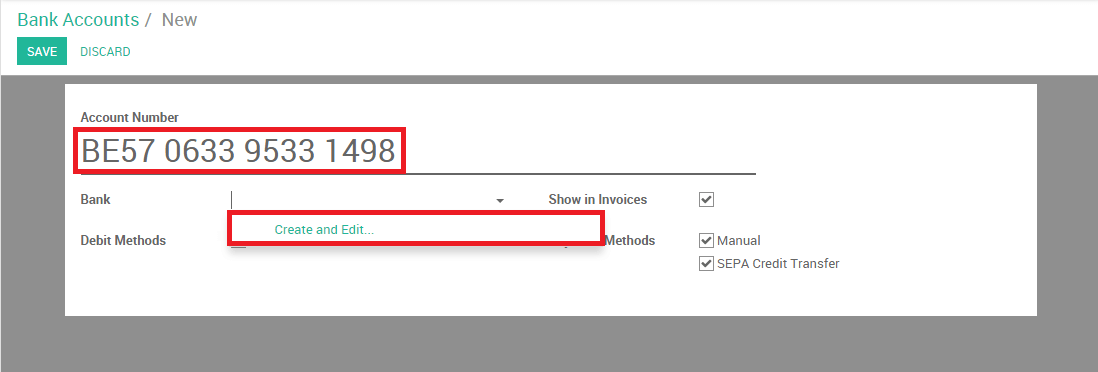 Bank Accounts / New
SAVE DISCARD
Account Number
BE57 0633 9533 1498
Bank Show in Invoices
Create and Edit...
Debit Methods Methods Manual
SEPA Credit Transfer